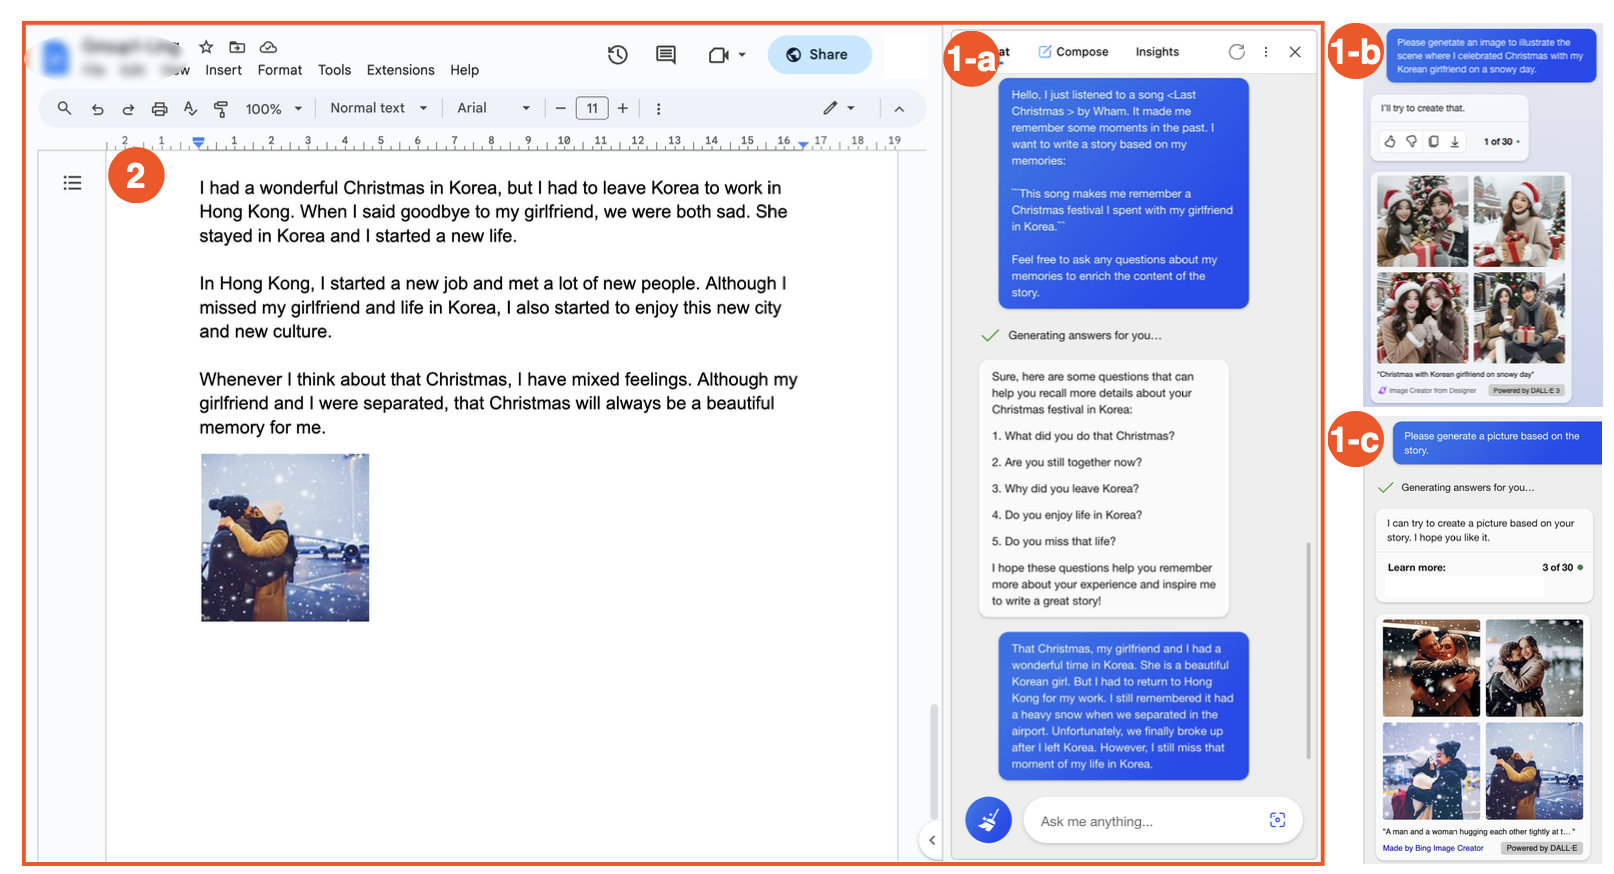 Insert Format Tools Extensions Help
Share
100% Normal text Arial 11
2 1 1 2 3 4 5 6 7 8 9 10 11 12 13 14 15 16 17 18 19
2
I had a wonderful Christmas in Korea, but I had to leave Korea to work in
Hong Kong. When I said goodbye to my girlfriend, we were both sad. She
stayed in Korea and I started a new life.
In Hong Kong, I started a new job and met a lot of new people. Although I
missed my girlfriend and life in Korea, I also started to enjoy this new city
and new culture.
Whenever I think about that Christmas, I have mixed feelings. Although my
girlfriend and I were separated, that Christmas will always be a beautiful
memory for me.
1-a
Compose Insights
Hello, I just listened to a song <Last
Christmas > by Wham. It made me
remember some moments in the past. I
want to write a story based on my
memories:
```This song makes me remember a
Christmas festival I spent with my girlfriend
in Korea.```
Feel free to ask any questions about my
memories to enrich the content of the
story.
Generating answers for you...
Sure, here are some questions that can
help you recall more details about your
Christmas festival in Korea:
1. What did you do that Christmas?
2. Are you still together now?
3. Why did you leave Korea?
4. Do you enjoy life in Korea?
5. Do you miss that life?
I hope these questions help you remember
more about your experience and inspire me
to write a great story!
That Christmas, my girlfriend and I had a
wonderful time in Korea. She is a beautiful
Korean girl. But I had to return to Hong
Kong for my work. I still remembered it had
a heavy snow when we separated in the
airport. Unfortunately, we finally broke up
after I left Korea. However, I still miss that
moment of my life in Korea.
Ask me anything...
1-b
Please genetate an image to illustrate the
scene where I celebrated Christmas with my
Korean girlfriend on a snowy day.
I'll try to create that.
1 of 30
"Christmas with Korean girlfriend on snowy day"
Image Creator from Designer Powered by DALL·E 3
1-c
Please generate a picture based on the
story.
Generating answers for you...
I can try to create a picture based on your
story. I hope you like it.
Learn more: 3 of 30
"A man and a woman hugging each other tightly at t..."
Made by Bing Image Creator Powered by DALL·E